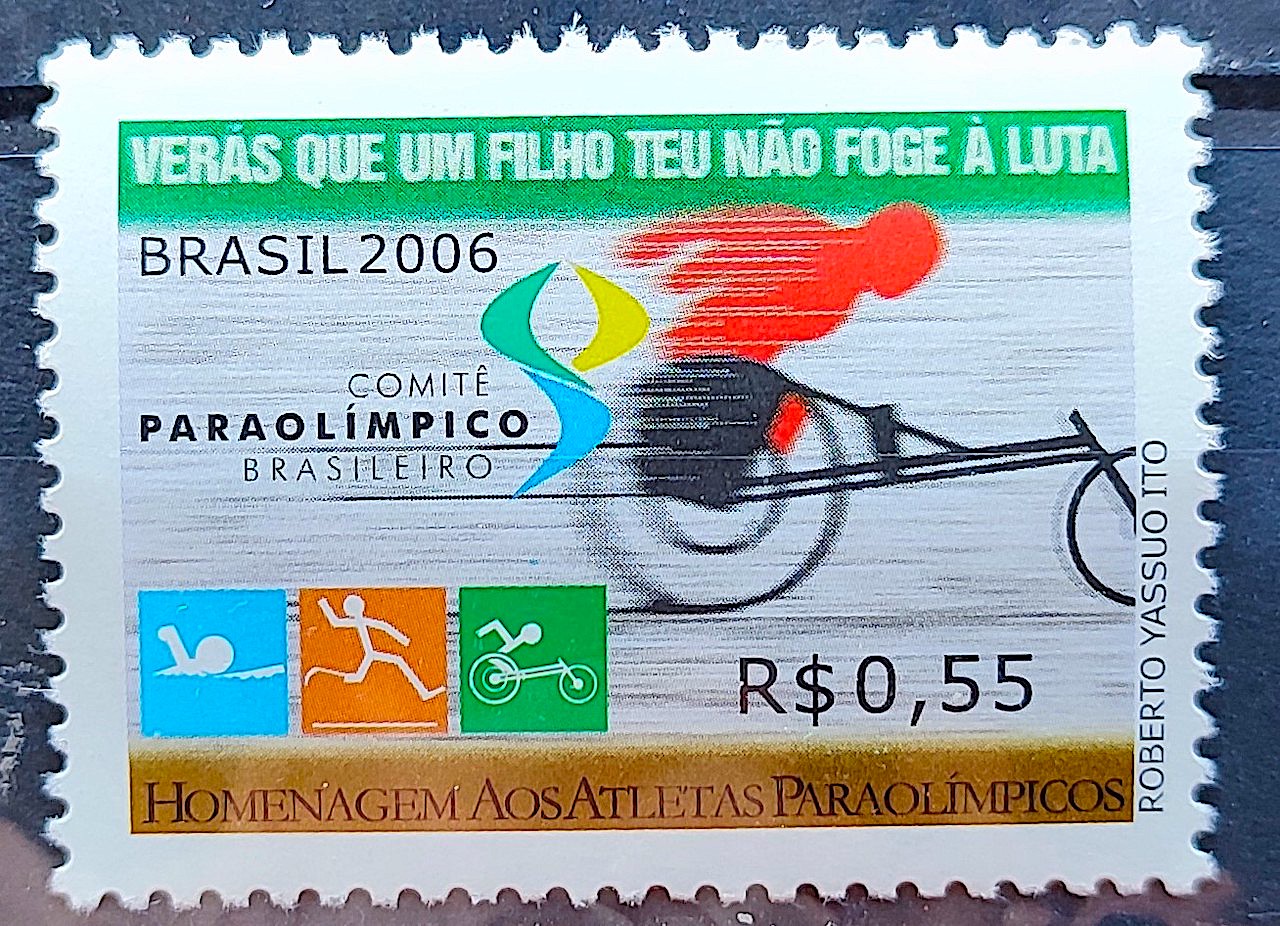 VERÁS QUE UM FILHO TEU NÃO FOGE À LUTA
BRASIL 2006
COMITÊ
PARAOLÍMPICO
BRASILEIRO
R$ 0,55
HOMENAGEM AOS ATLETAS PARAOLÍMPICOS
ROBERTO YASSUO ITO